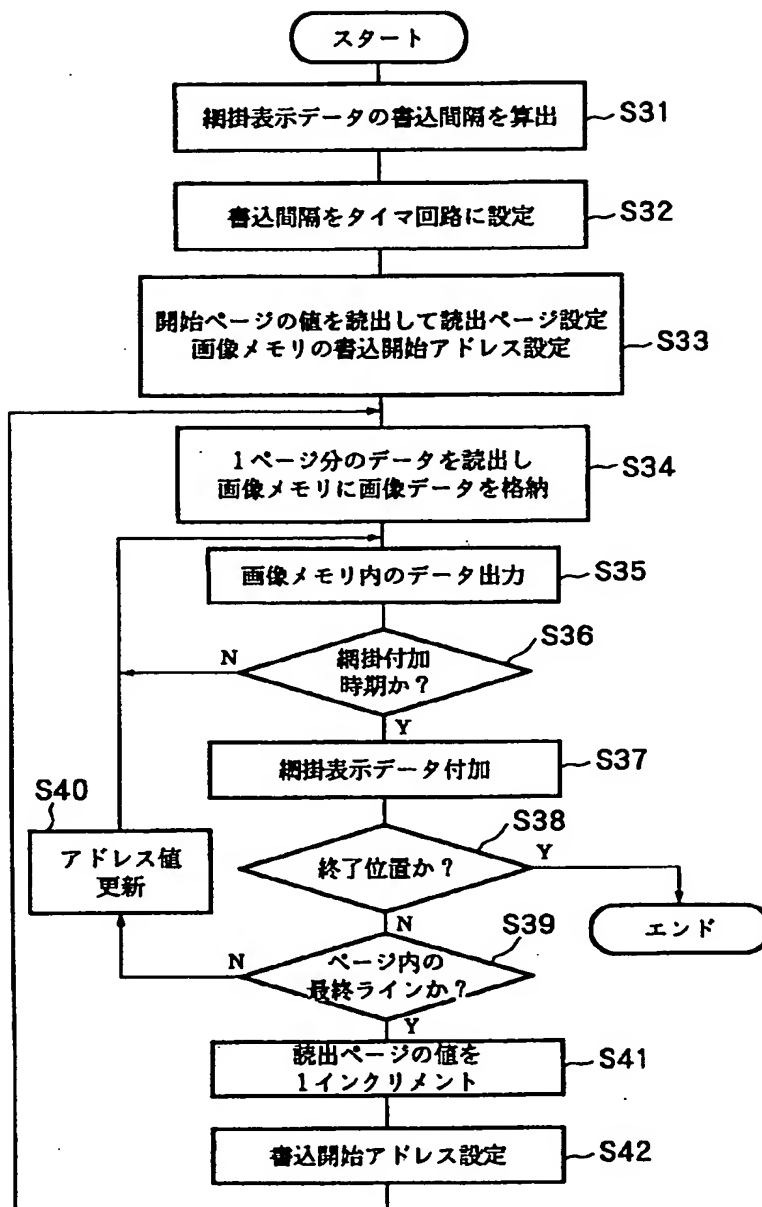 スタート
網掛表示データの書込間隔を算出
S31
書込間隔をタイマ回路に設定
S32
開始ページの値を読出して読出ページ設定
画像メモリの書込開始アドレス設定
S33
1ページ分のデータを読出し
画像メモリに画像データを格納
S34
画像メモリ内のデータ出力
S35
S36
N
網掛付加
時期か?
Y
網掛表示データ付加
S37
S40
アドレス値
更新
S38
終了位置か?
Y
エンド
N
S39
N
ページ内の
最終ラインか?
Y
読出ページの値を
1インクリメント
S41
書込開始アドレス設定
S42